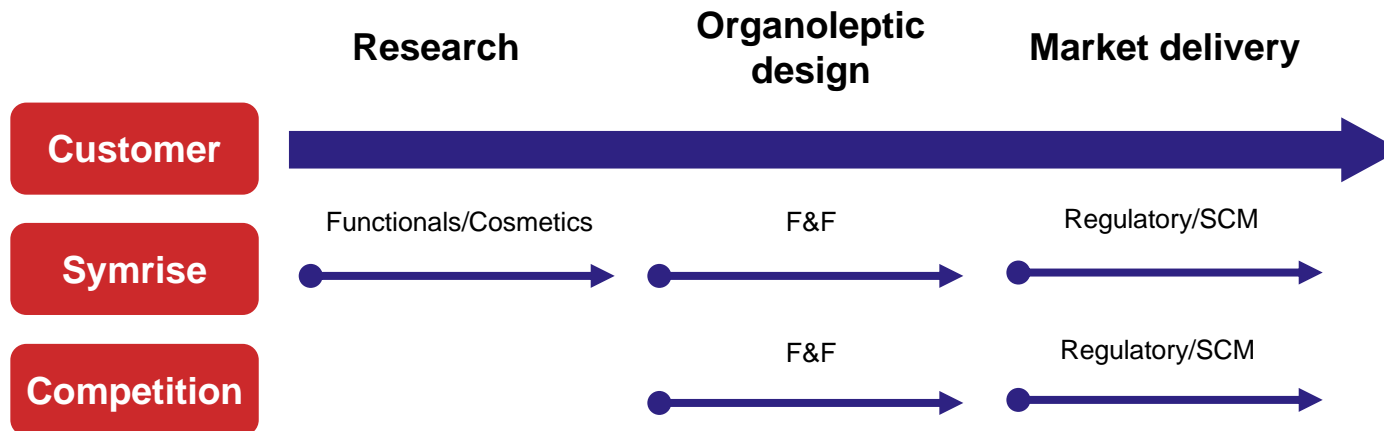 Research
Organoleptic
design
Market delivery
Customer
Functionals/Cosmetics
F&F
Regulatory/SCM
Symrise
F&F
Regulatory/SCM
Competition